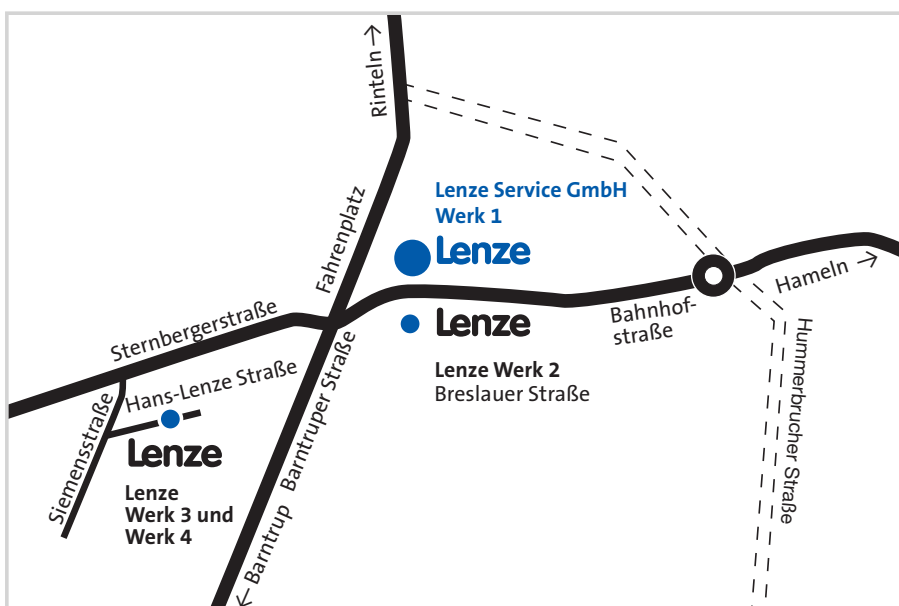 Rinteln →
Lenze Service GmbH
Werk 1
Lenze
Fahrenplatz
Hameln →
Bahnhof-
straße
Lenze
Lenze Werk 2
Breslauer Straße
Sternbergerstraße
Hans-Lenze Straße
Barntruper Straße
Hummerbrucher Straße
Siemensstraße
Lenze
Lenze
Werk 3 und
Werk 4
← Barntrup